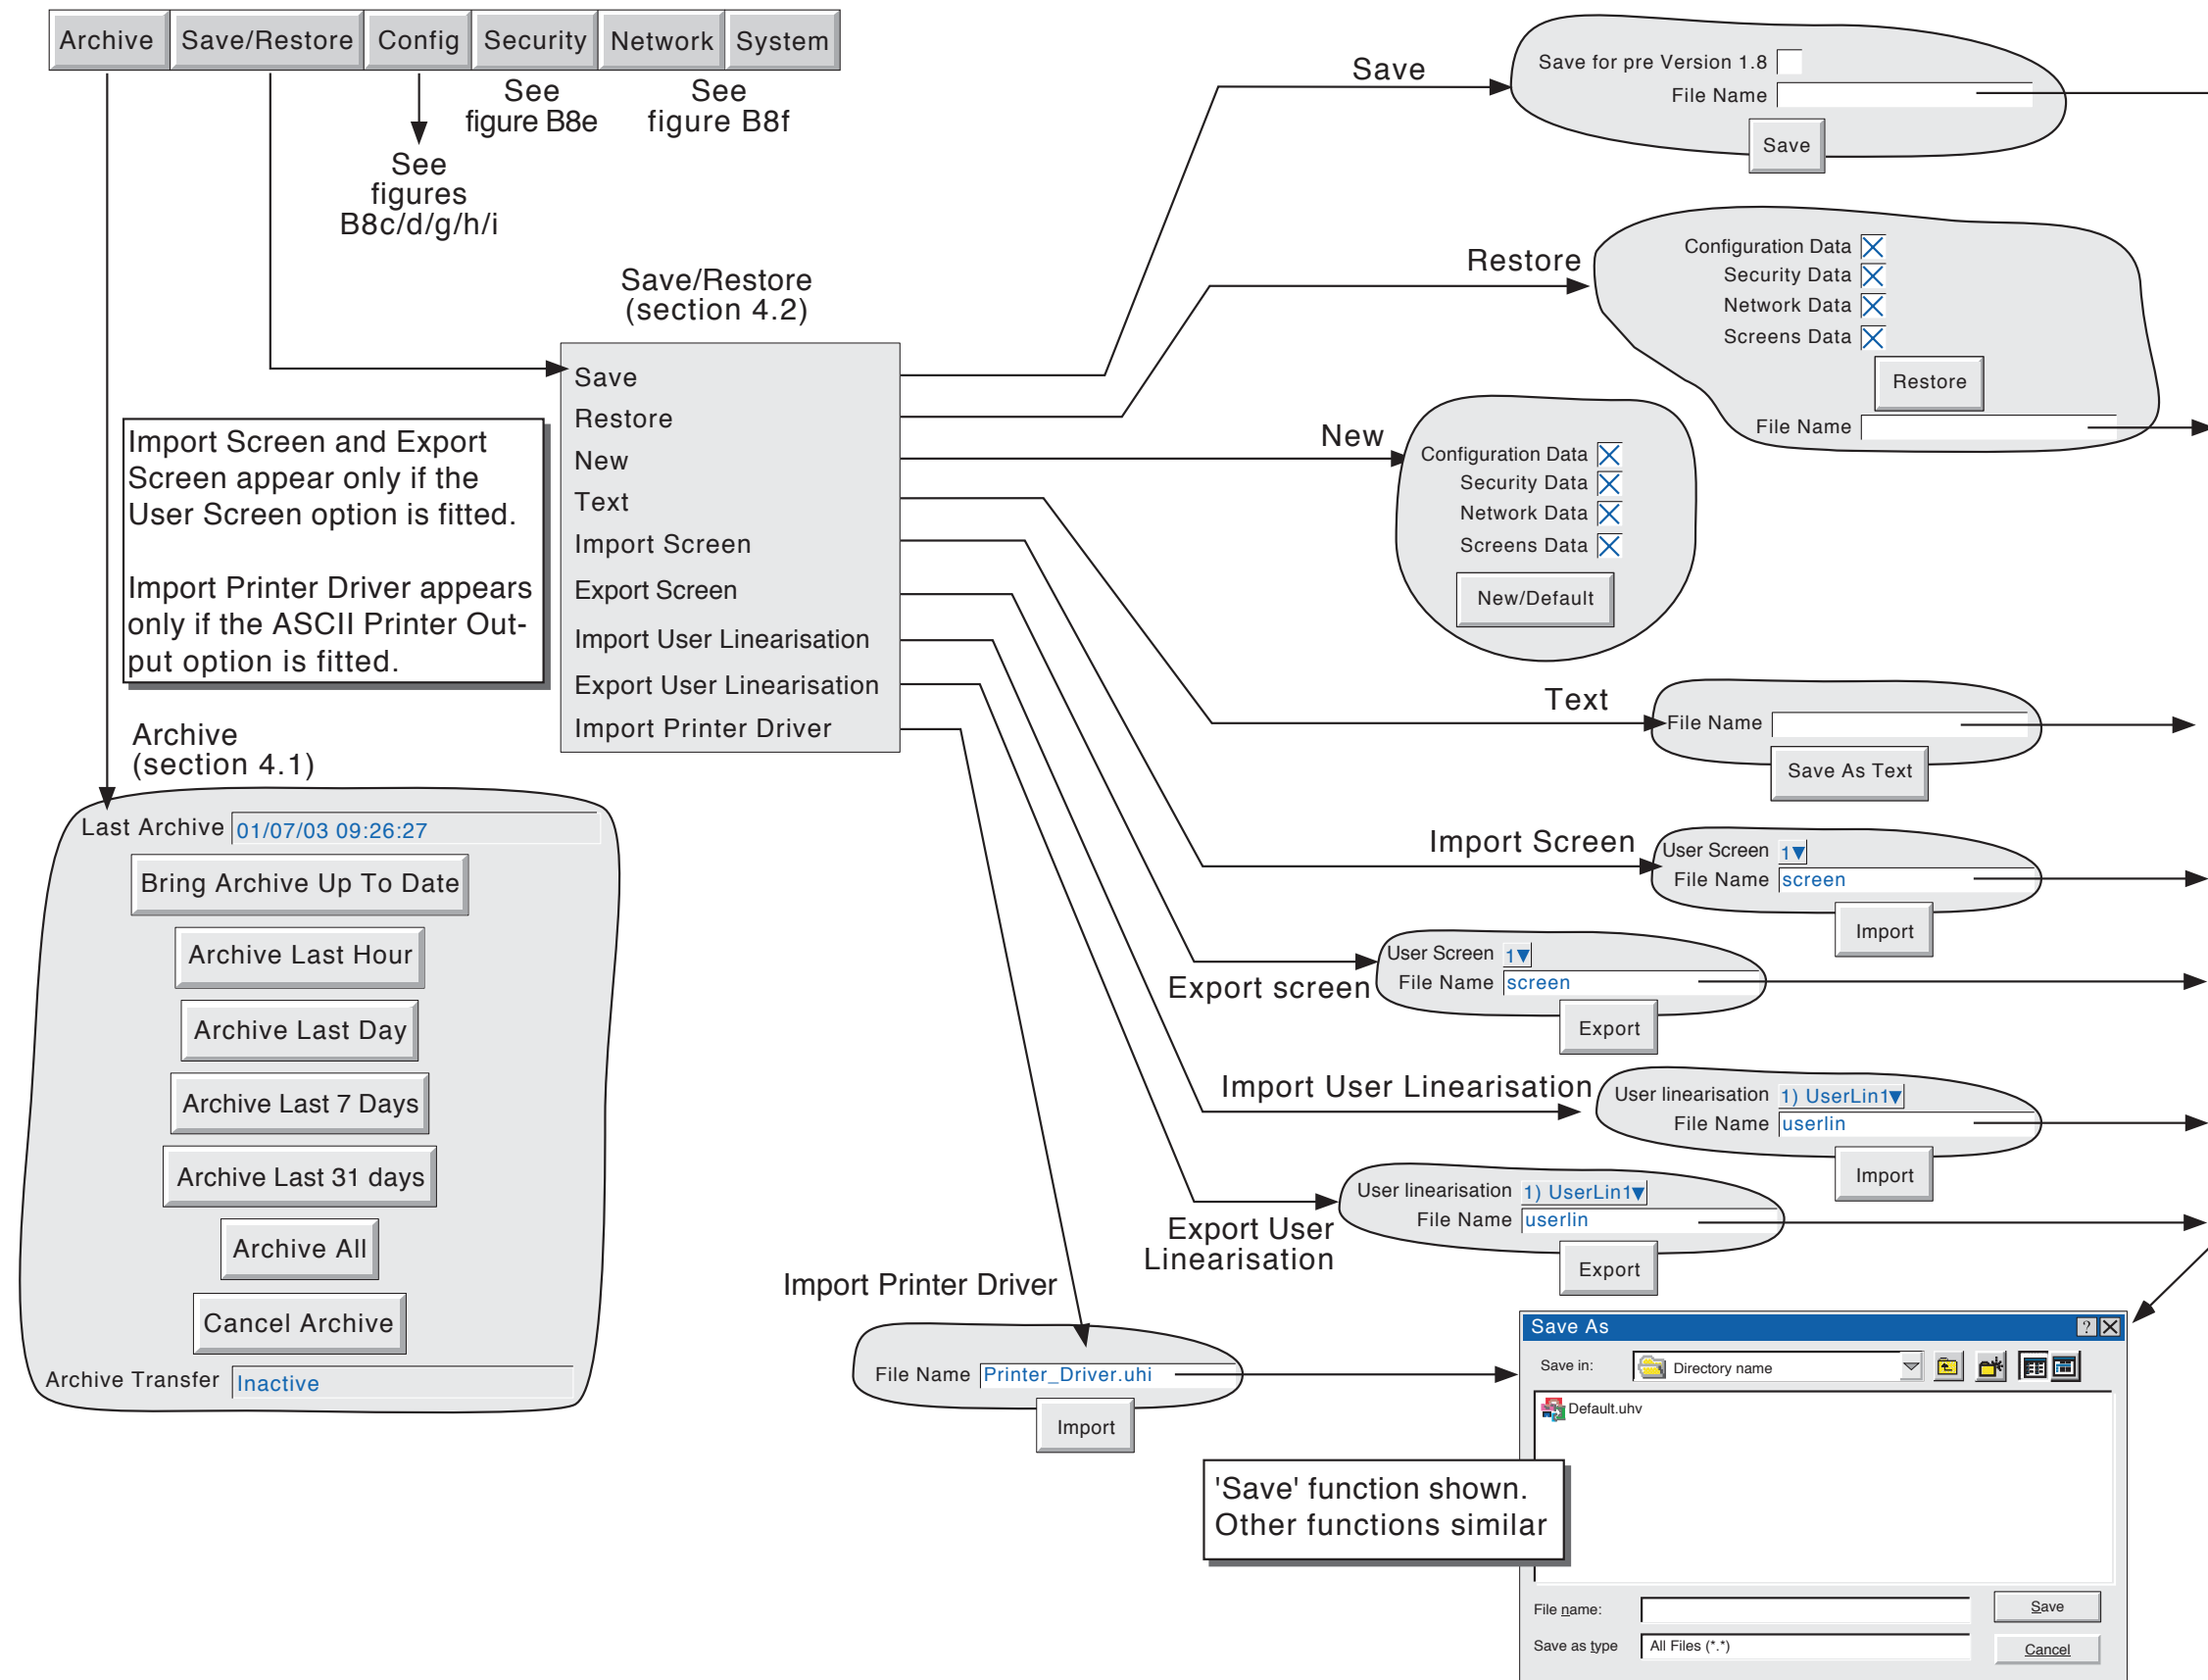 Archive
Save/Restore
Config
Security
Network
System
See
figure B8e
See
figure B8f
See
figures
B8c/d/g/h/i
Save/Restore
(section 4.2)
Save
Restore
New
Text
Import Screen
Export Screen
Import User Linearisation
Export User Linearisation
Import Printer Driver
Import Screen and Export
Screen appear only if the
User Screen option is fitted.
Import Printer Driver appears
only if the ASCII Printer Out-
put option is fitted.
Archive
(section 4.1)
Last Archive 01/07/03 09:26:27
Bring Archive Up To Date
Archive Last Hour
Archive Last Day
Archive Last 7 Days
Archive Last 31 days
Archive All
Cancel Archive
Archive Transfer Inactive
Save
Save for pre Version 1.8
File Name
Save
Restore
Configuration Data
Security Data
Network Data
Screens Data
Restore
File Name
New
Configuration Data
Security Data
Network Data
Screens Data
New/Default
Text
File Name
Save As Text
Import Screen
User Screen 1
File Name screen
Import
Export screen
User Screen 1
File Name screen
Export
Import User Linearisation
User linearisation 1) UserLin1
File Name userlin
Import
Export User
Linearisation
User linearisation 1) UserLin1
File Name userlin
Export
Import Printer Driver
File Name Printer_Driver.uhi
Import
'Save' function shown.
Other functions similar
Save As
?
Save in: Directory name
Default.uhv
File name:
Save
Save as type All Files (*.*)
Cancel